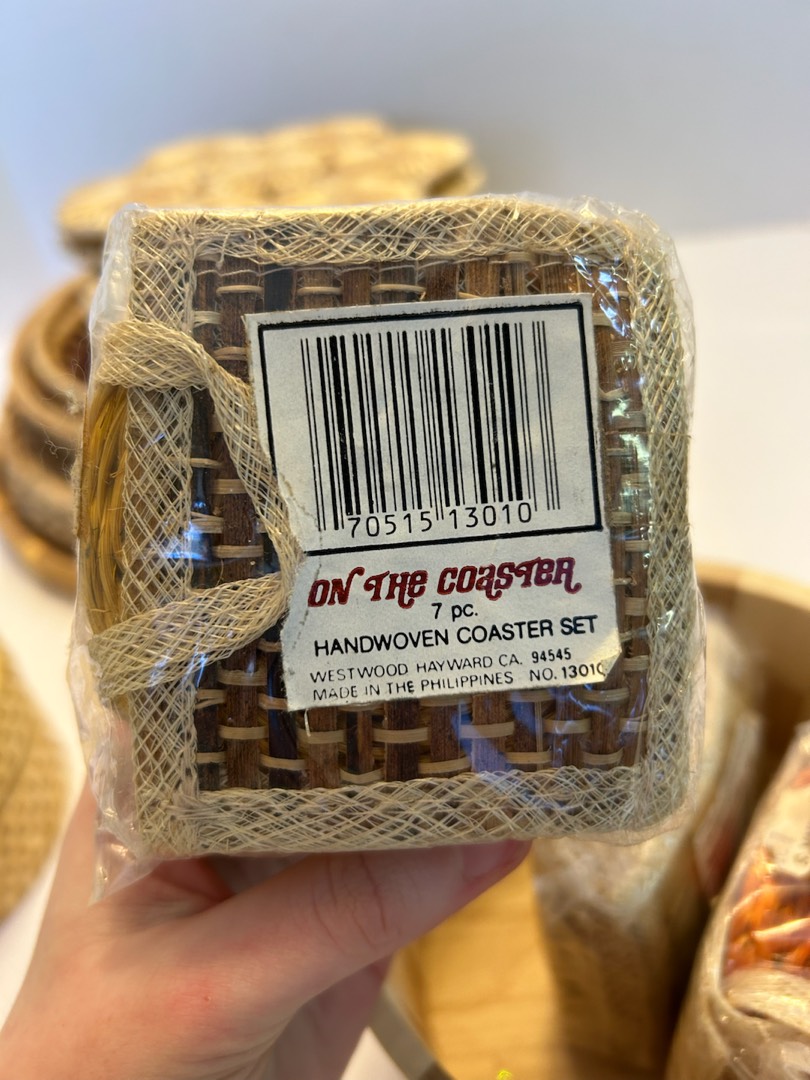 70515 13010
ON THE COASTER
7 pc.
HANDWOVEN COASTER SET
WESTWOOD HAYWARD CA. 94545
MADE IN THE PHILIPPINES NO. 13010